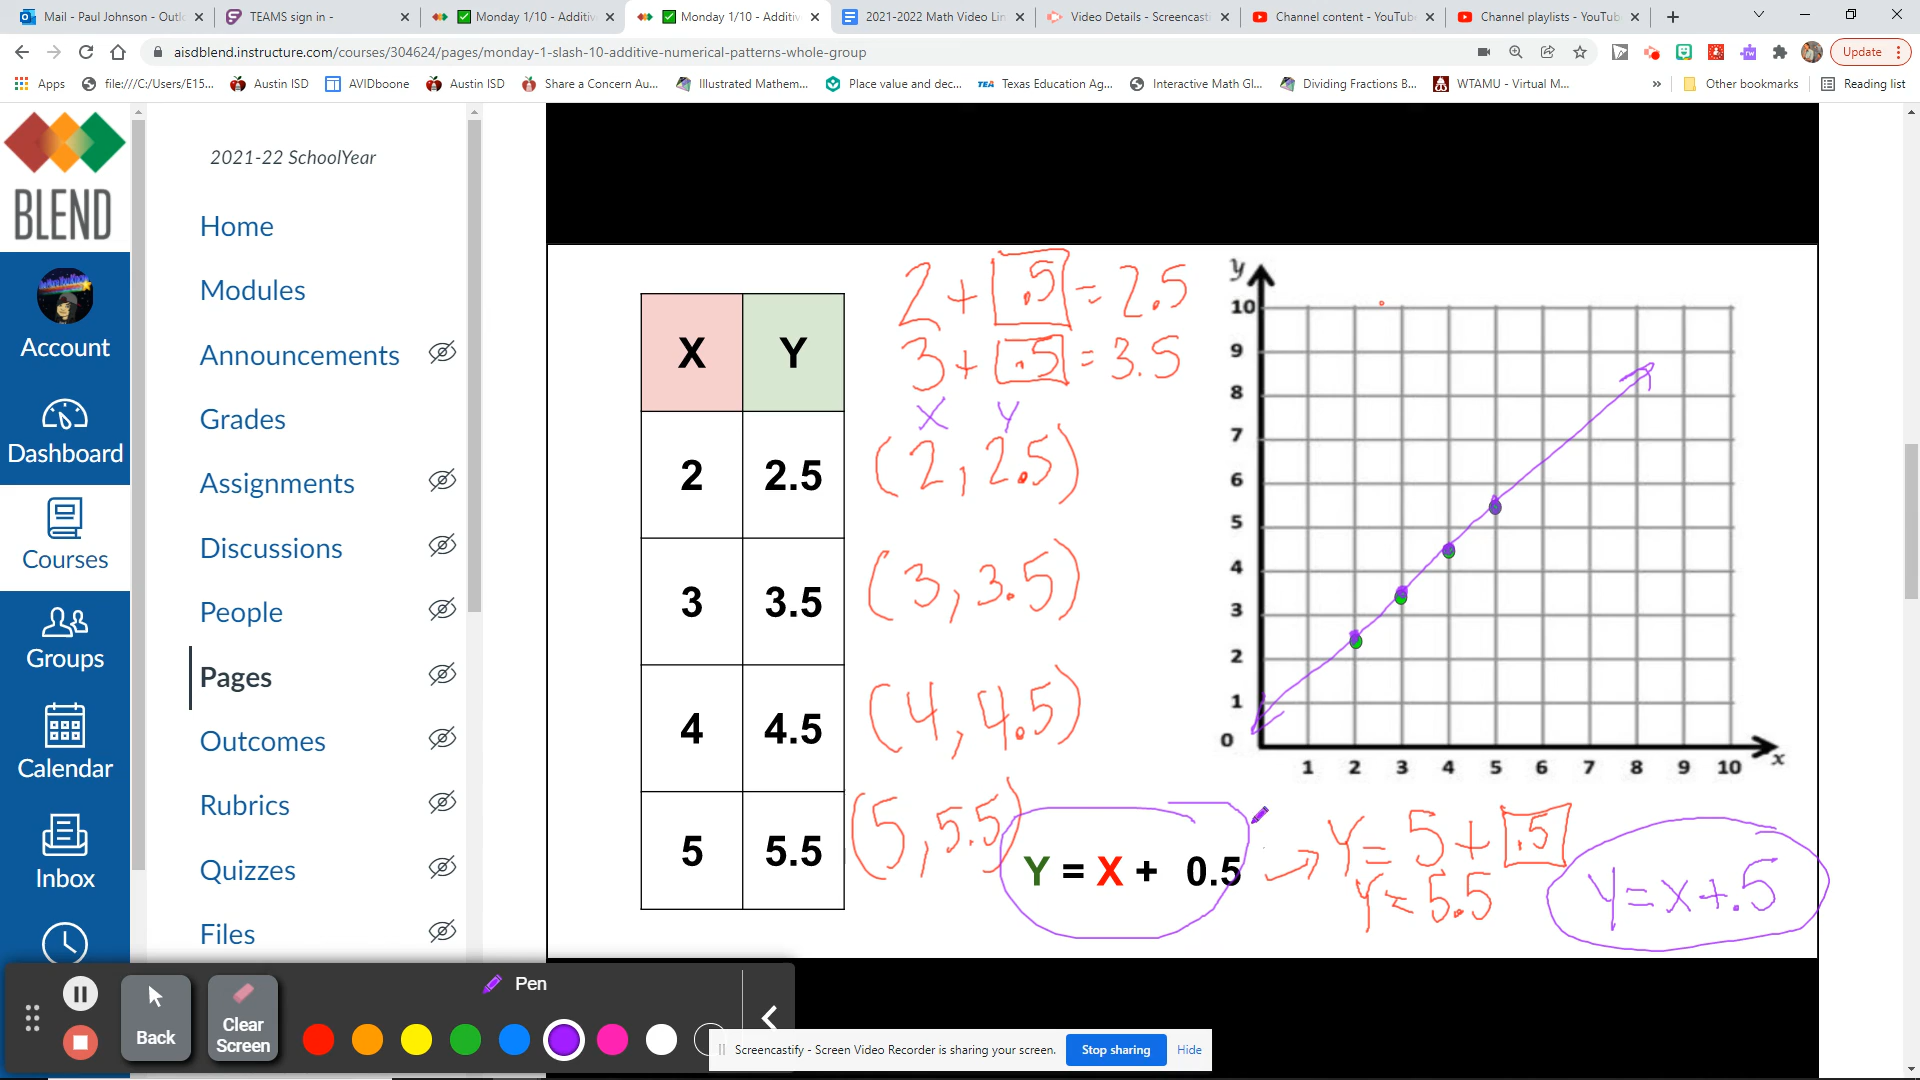 Mail - Paul Johnson - Outl
TEAMS sign in -
Monday 1/10 - Additiv
Monday 1/10 - Additiv
2021-2022 Math Video Lin
Video Details - Screencasti
Channel content - YouTub
Channel playlists - YouTub
aisdblend.instructure.com/courses/304624/pages/monday-1-slash-10-additive-numerical-patterns-whole-group
Update
Apps
file:///C:/Users/E15...
Austin ISD
AVIDboone
Austin ISD
Share a Concern Au...
Illustrated Mathem...
Place value and dec...
TEA Texas Education Ag...
Interactive Math Gl...
Dividing Fractions B...
WTAMU - Virtual M...
»
Other bookmarks
Reading list
BLEND
Account
Dashboard
Courses
Groups
Calendar
Inbox
2021-22 SchoolYear
Home
Modules
Announcements
Grades
Assignments
Discussions
People
Pages
Outcomes
Rubrics
Quizzes
Files
X Y
2 2.5
3 3.5
4 4.5
5 5.5
2 + .5 = 2.5
3 + .5 = 3.5
X Y
(2, 2.5)
(3, 3.5)
(4, 4.5)
(5, 5.5)
Y = X + 0.5
y
10
9
8
7
6
5
4
3
2
1
0
1 2 3 4 5 6 7 8 9 10 x
Y = 5 + .5
Y = 5.5
Y = X + .5
Back
Clear
Screen
Pen
Screencastify - Screen Video Recorder is sharing your screen.
Stop sharing
Hide